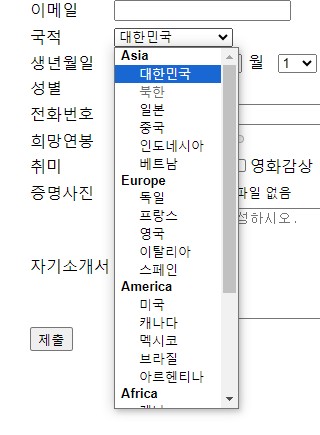 이메일
국적 대한민국
Asia
생년월일 월 1
대한민국
성별
북한
일본
전화번호
중국
희망연봉
인도네시아
취미 영화감상
베트남
Europe
증명사진 파일 없음
독일
프랑스
성하시오.
영국
이탈리아
자기소개서
스페인
America
미국
캐나다
제출
멕시코
브라질
아르헨티나
Africa